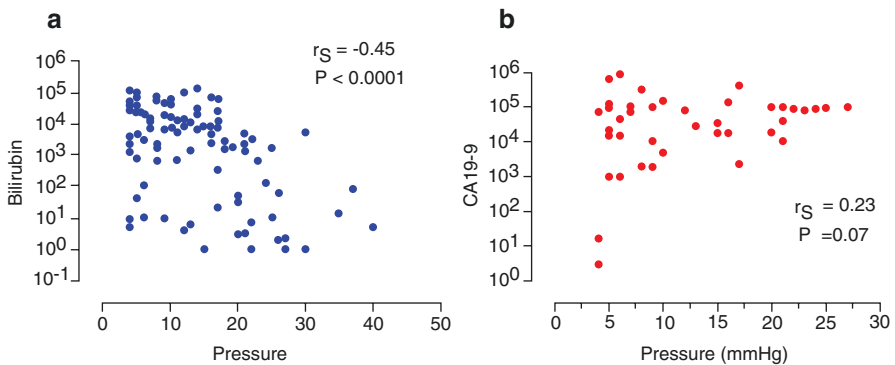 a
r_S = -0.45
P < 0.0001
Bilirubin
10^6
10^5
10^4
10^3
10^2
10^1
10^0
10^-1
0 10 20 30 40 50
Pressure
b
CA19-9
10^6
10^5
10^4
10^3
10^2
10^1
10^0
r_S = 0.23
P =0.07
0 5 10 15 20 25 30
Pressure (mmHg)